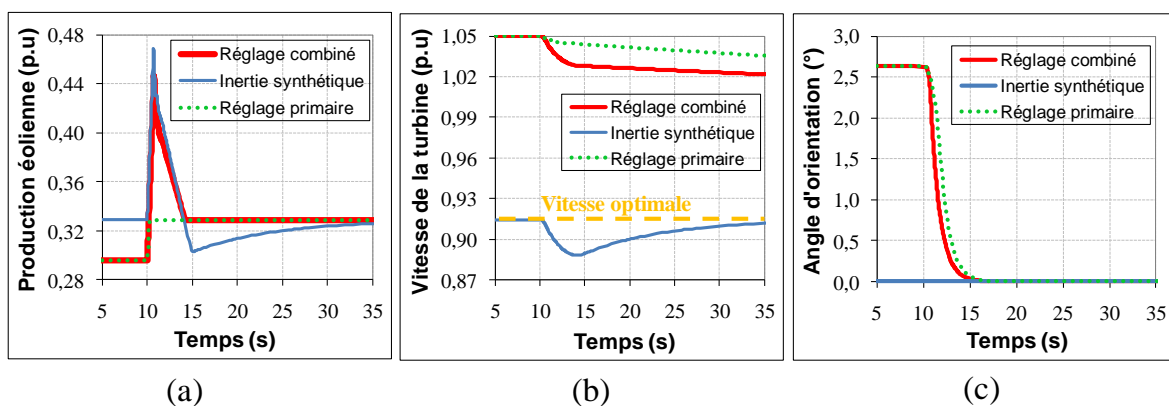 Production éolienne (p.u)
0,48
0,44
0,40
0,36
0,32
0,28
Réglage combiné
Inertie synthétique
Réglage primaire
5 10 15 20 25 30 35
Temps (s)
(a)
Vitesse de la turbine (p.u)
1,05
1,02
0,99
0,96
0,93
0,90
0,87
Réglage combiné
Inertie synthétique
Réglage primaire
Vitesse optimale
5 10 15 20 25 30 35
Temps (s)
(b)
Angle d'orientation (°)
3,0
2,5
2,0
1,5
1,0
0,5
0,0
Réglage combiné
Inertie synthétique
Réglage primaire
5 10 15 20 25 30 35
Temps (s)
(c)